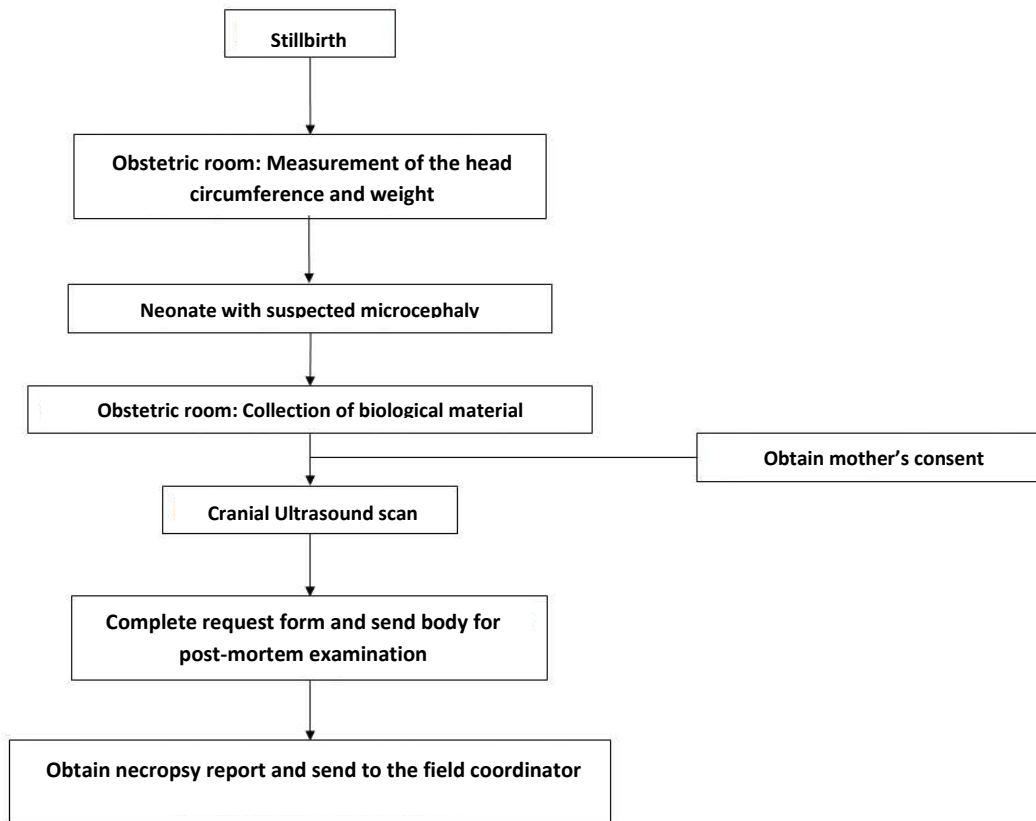 Stillbirth
Obstetric room: Measurement of the head
circumference and weight
Neonate with suspected microcephaly
Obstetric room: Collection of biological material
Obtain mother’s consent
Cranial Ultrasound scan
Complete request form and send body for
post-mortem examination
Obtain necropsy report and send to the field coordinator